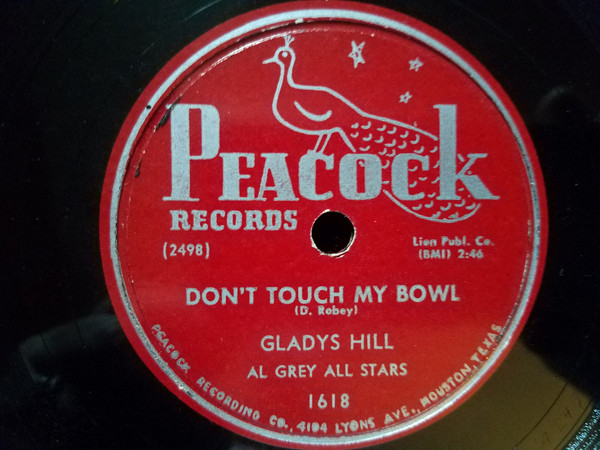 PEACOCK
RECORDS
(2498)
Lion Publ. Co.
(BMI) 2:46
DON'T TOUCH MY BOWL
(D. Robey)
GLADYS HILL
AL GREY ALL STARS
1618
PEACOCK RECORDING CO., 4104 LYONS AVE., HOUSTON, TEXAS